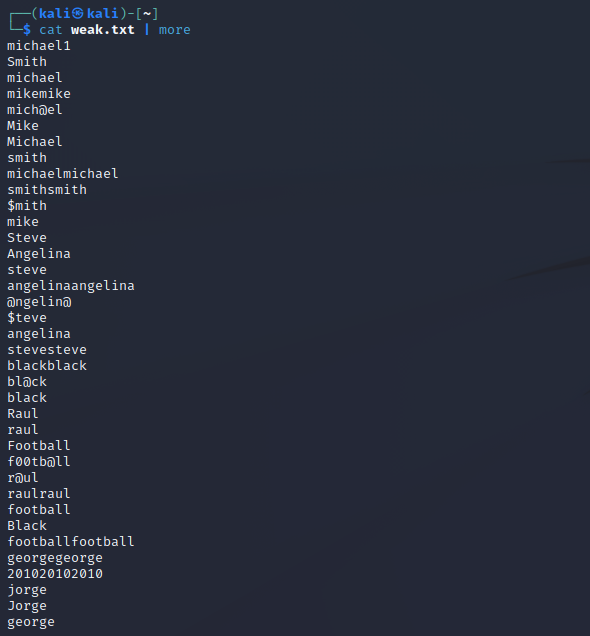 ┌──(kali㉿kali)-[~]
└─$ cat weak.txt | more
michael1
Smith
michael
mikemike
mich@el
Mike
Michael
smith
michaelmichael
smithsmith
$mith
mike
Steve
Angelina
steve
angelinaangelina
@ngelin@
$teve
angelina
stevesteve
blackblack
bl@ck
black
Raul
raul
Football
f00tb@ll
r@ul
raulraul
football
Black
footballfootball
georgegeorge
201020102010
jorge
Jorge
george